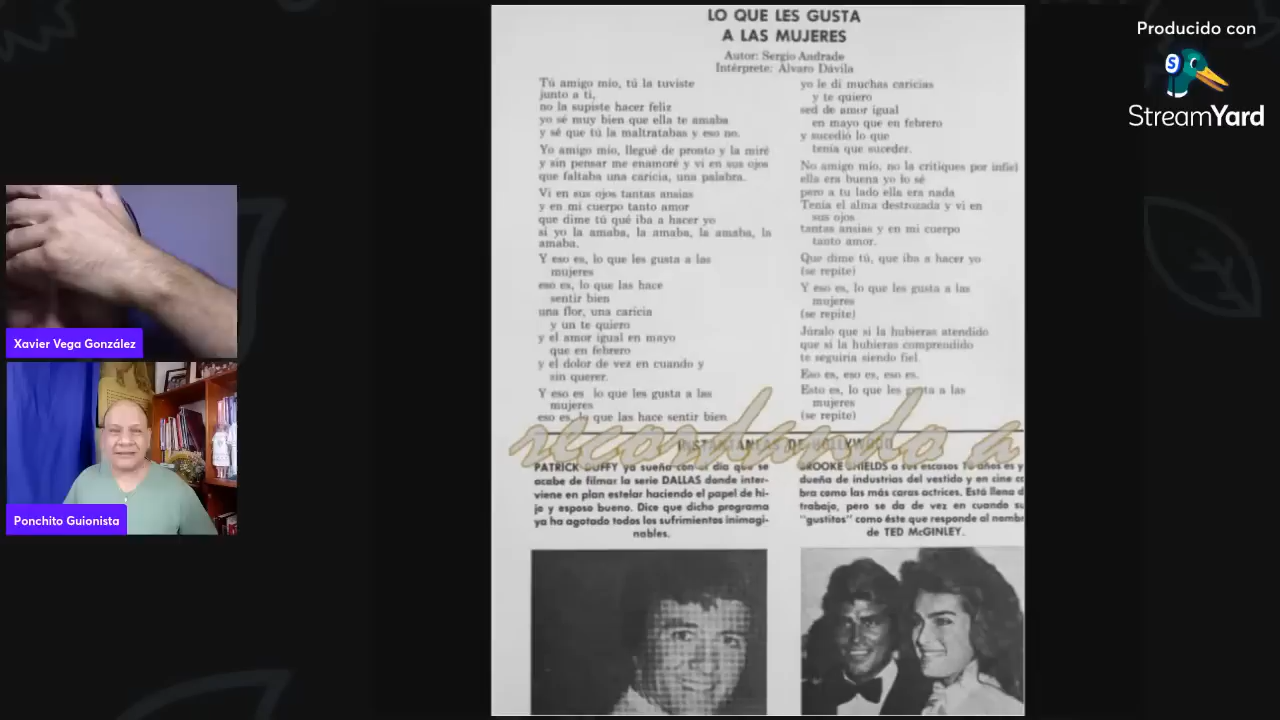 LO QUE LES GUSTA
A LAS MUJERES
Autor: Sergio Andrade
Intérprete: Alvaro Dávila
Tú amigo mío, tú la tuviste
junto a ti,
no la supiste hacer feliz
yo sé muy bien que ella te amaba
y sé que tú la maltratabas y eso no.
Yo amigo mío, llegué de pronto y la miré
y sin pensar me enamoré y vi en sus ojos
que faltaba una caricia, una palabra.
Vi en sus ojos tantas ansias
y en mi cuerpo tanto amor
que dime tú qué iba a hacer yo
si yo la amaba, la amaba, la amaba, la
amaba.
Y eso es, lo que les gusta a las
mujeres
eso es, lo que las hace
sentir bien
una flor, una caricia
y un te quiero
y el amor igual en mayo
que en febrero
y el dolor de vez en cuando y
sin querer.
Y eso es lo que les gusta a las
mujeres
eso es, lo que las hace sentir bien
yo le di muchas caricias
y te quiero
sed de amor igual
en mayo que en febrero
y sucedió lo que
tenía que suceder.
No amigo mío, no la critiques por infiel
ella era buena yo lo sé
pero a tu lado ella era nada
Tenía el alma destrozada y vi en
sus ojos
tantas ansias y en mi cuerpo
tanto amor.
Que dime tú, que iba a hacer yo
(se repite)
Y eso es, lo que les gusta a las
mujeres
(se repite)
Júralo que si la hubieras atendido
que si la hubieras comprendido
te seguiría siendo fiel.
Eso es, eso es, eso es.
Esto es, lo que les gusta a las
mujeres
(se repite)
recordando a
INSTANTANEAS DE HOLLYWOOD
PATRICK DUFFY ya sueña con el día que se
acabe de filmar la serie DALLAS donde inter-
viene en plan estelar haciendo el papel de hi-
jo y esposo bueno. Dice que dicho programa
ya ha agotado todos los sufrimientos inimagi-
nables.
BROOKE SHIELDS a sus escasos años es y
dueña de industrias del vestido y en cine co
bra como las más caras actrices. Está llena d
trabajo, pero se da de vez en cuando su
"gustitos" como éste que responde al nomb
de TED McGINLEY.
Xavier Vega González
Ponchito Guionista
Producido con
S
StreamYard